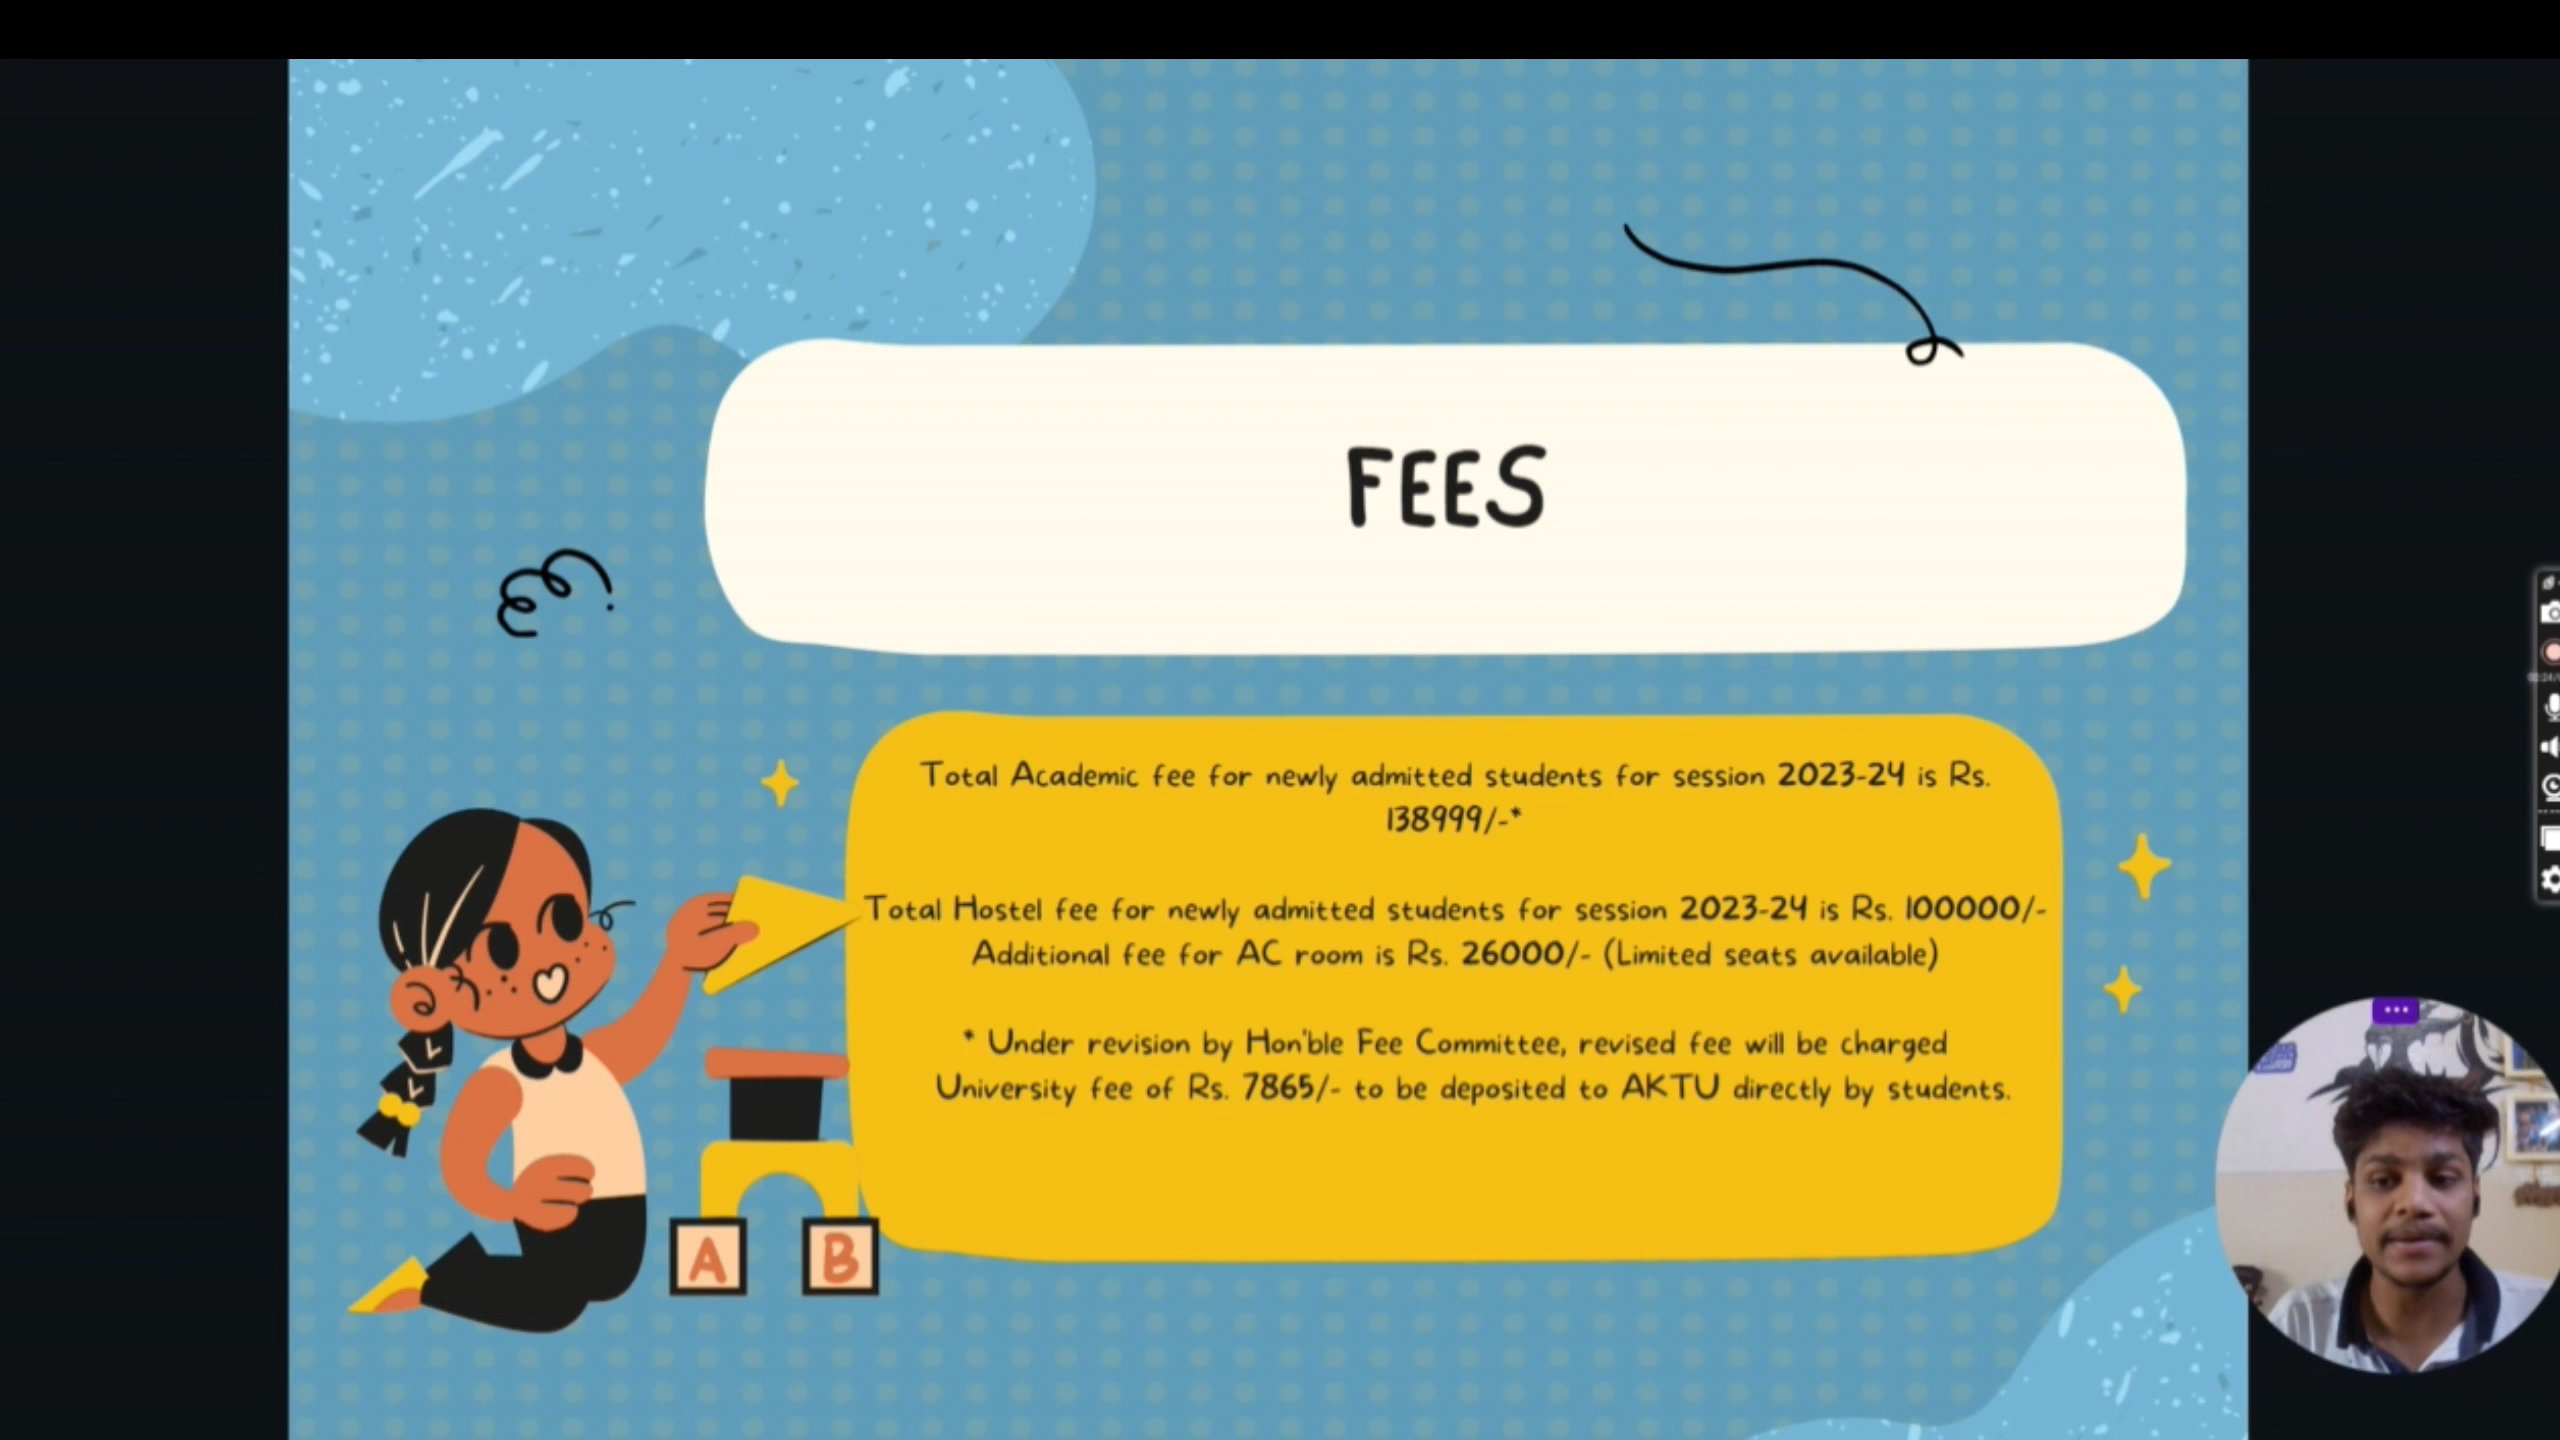 FEES
Total Academic fee for newly admitted students for session 2023-24 is Rs.
138999/-*
Total Hostel fee for newly admitted students for session 2023-24 is Rs. 100000/-
Additional fee for AC room is Rs. 26000/- (Limited seats available)
* Under revision by Hon'ble Fee Committee, revised fee will be charged
University fee of Rs. 7865/- to be deposited to AKTU directly by students.
A B